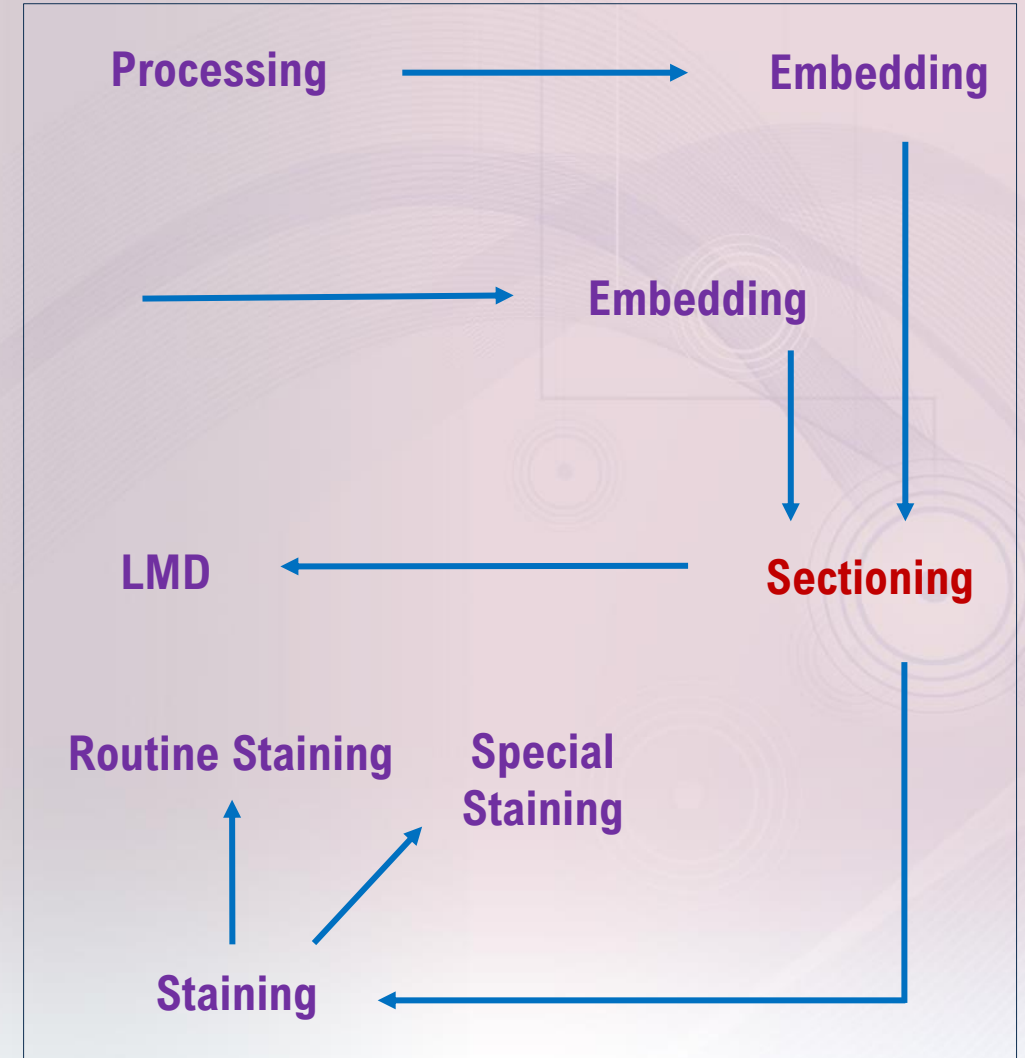 Processing
Embedding
Embedding
LMD
Sectioning
Routine Staining
Special
Staining
Staining